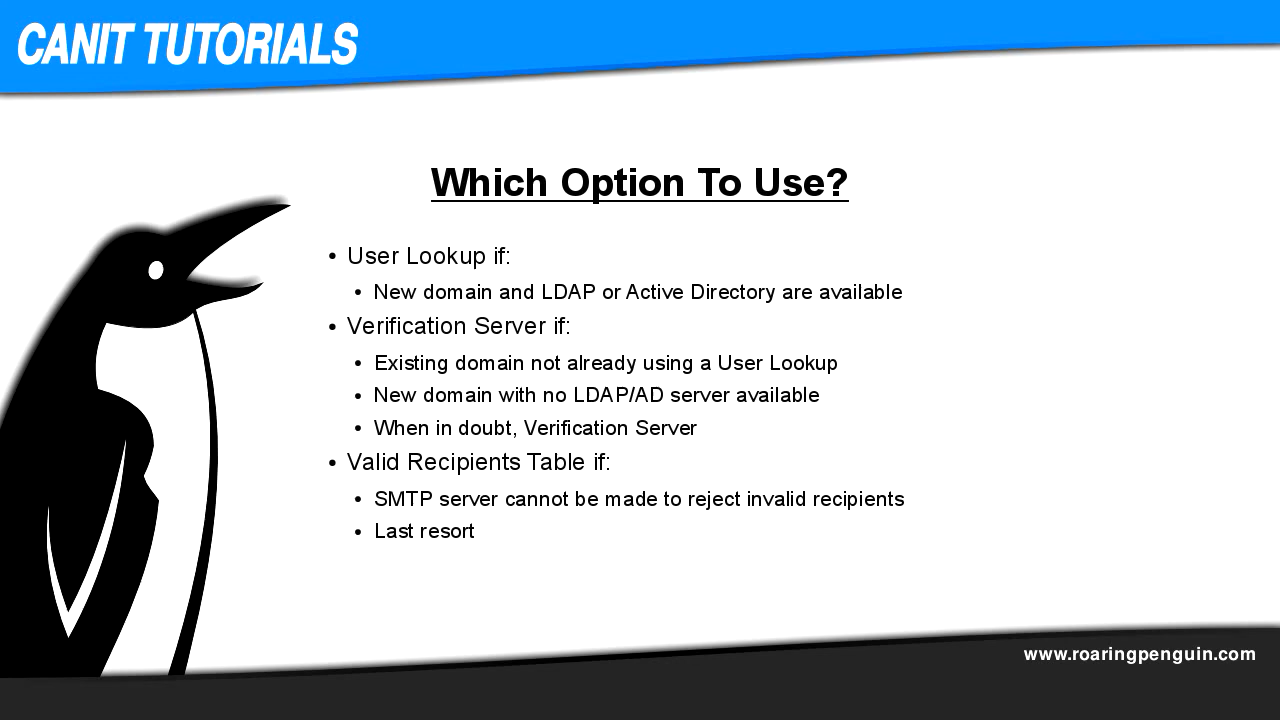 CANIT TUTORIALS
Which Option To Use?
• User Lookup if:
• New domain and LDAP or Active Directory are available
• Verification Server if:
• Existing domain not already using a User Lookup
• New domain with no LDAP/AD server available
• When in doubt, Verification Server
• Valid Recipients Table if:
• SMTP server cannot be made to reject invalid recipients
• Last resort
www.roaringpenguin.com